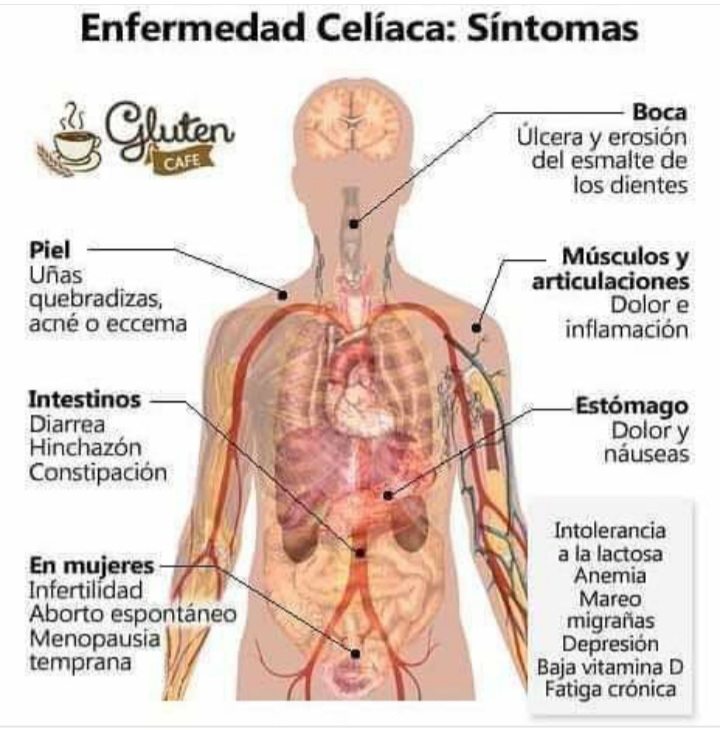 Enfermedad Celíaca: Síntomas
Gluten
CAFE
Boca
Úlcera y erosión
del esmalte de
los dientes
Piel
Uñas
quebradizas,
acné o eccema
Músculos y
articulaciones
Dolor e
inflamación
Intestinos
Diarrea
Hinchazón
Constipación
Estómago
Dolor y
náuseas
En mujeres
Infertilidad
Aborto espontáneo
Menopausia
temprana
Intolerancia
a la lactosa
Anemia
Mareo
migrañas
Depresión
Baja vitamina D
Fatiga crónica